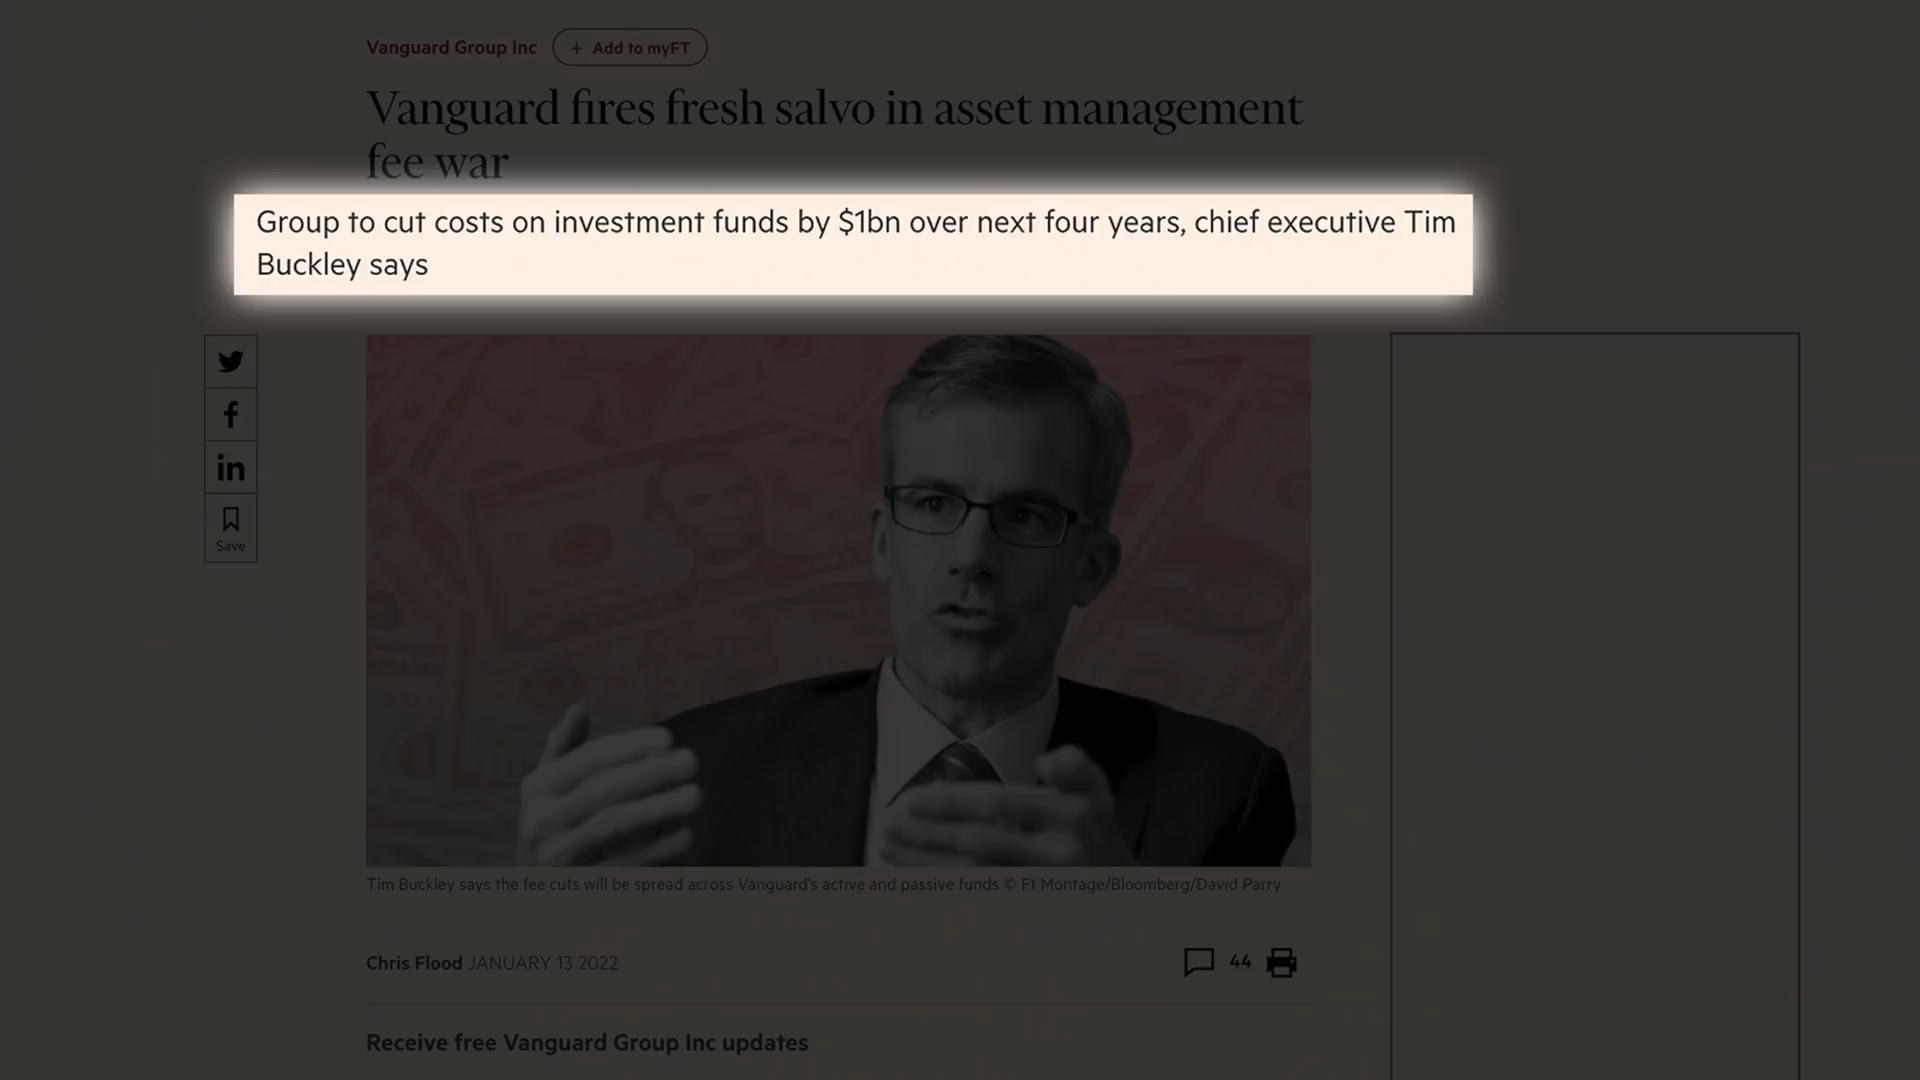 Vanguard Group Inc
+ Add to myFT
Vanguard fires fresh salvo in asset management
fee war
Group to cut costs on investment funds by $1bn over next four years, chief executive Tim
Buckley says
f
in
Save
Tim Buckley says the fee cuts will be spread across Vanguard's active and passive funds © Ft Montage/Bloomberg/David Parry
Chris Flood JANUARY 13 2022
44
Receive free Vanguard Group Inc updates